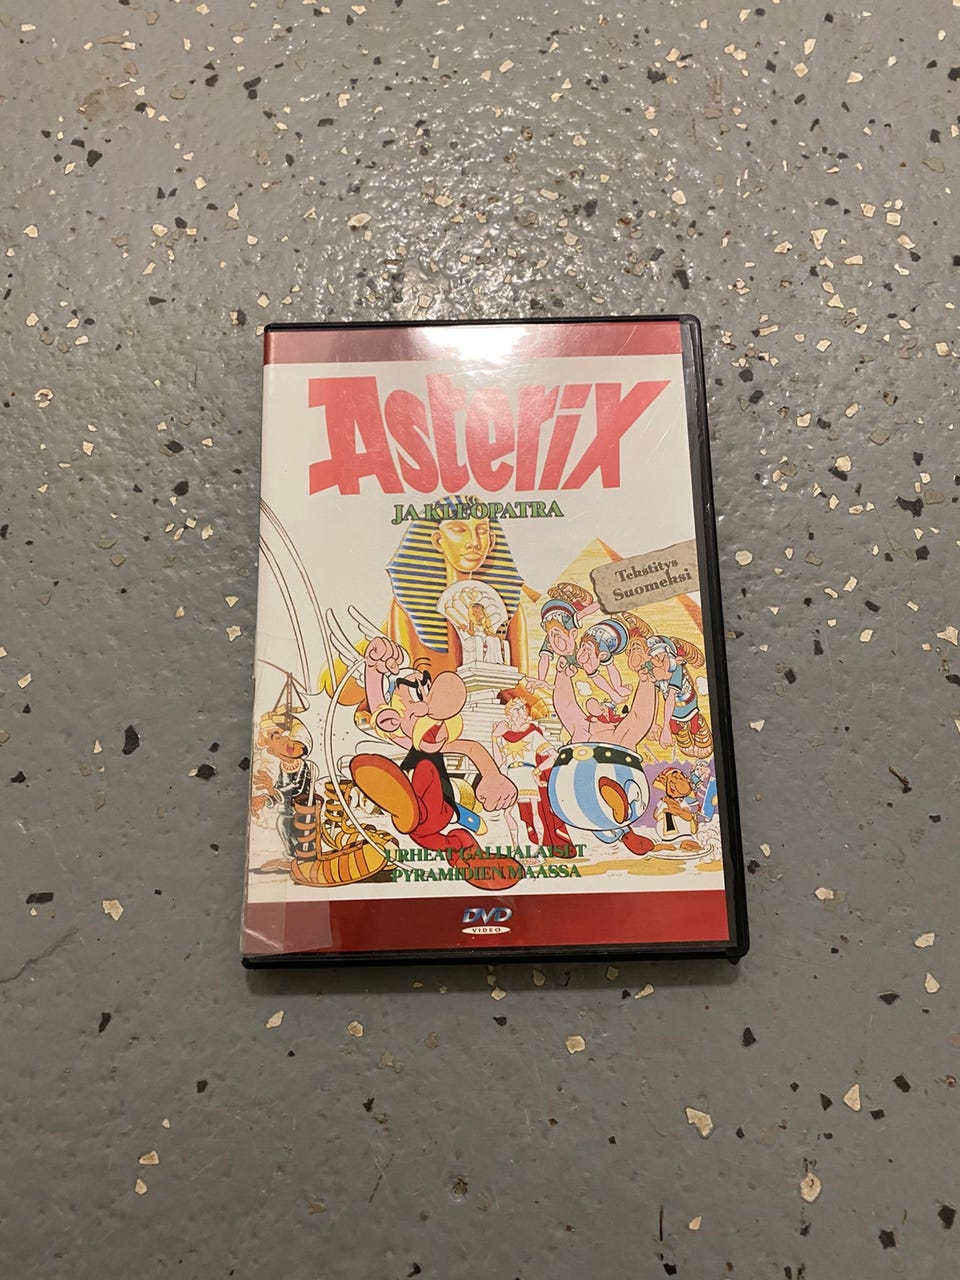 Asterix
JA KLEOPATRA
Tekstitys
Suomeksi
URHEAT GALLIALAISET
PYRAMIDIEN MAASSA
DVD
VIDEO